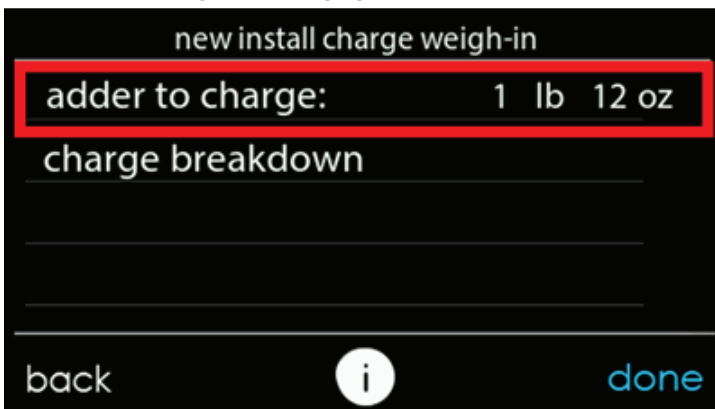 new install charge weigh-in
adder to charge: 1 lb 12 oz
charge breakdown
back i done